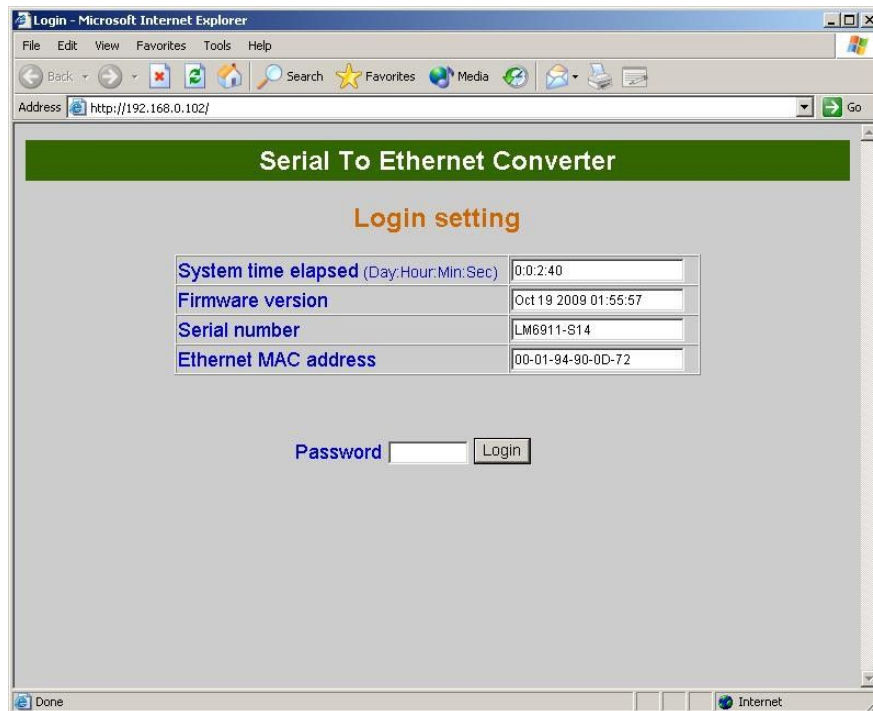 Login - Microsoft Internet Explorer
File Edit View Favorites Tools Help
Back Search Favorites Media
Address http://192.168.0.102/ Go
Serial To Ethernet Converter
Login setting
System time elapsed (Day:Hour:Min:Sec) 0:0:2:40
Firmware version Oct 19 2009 01:55:57
Serial number LM6911-S14
Ethernet MAC address 00-01-94-90-0D-72
Password Login
Done Internet